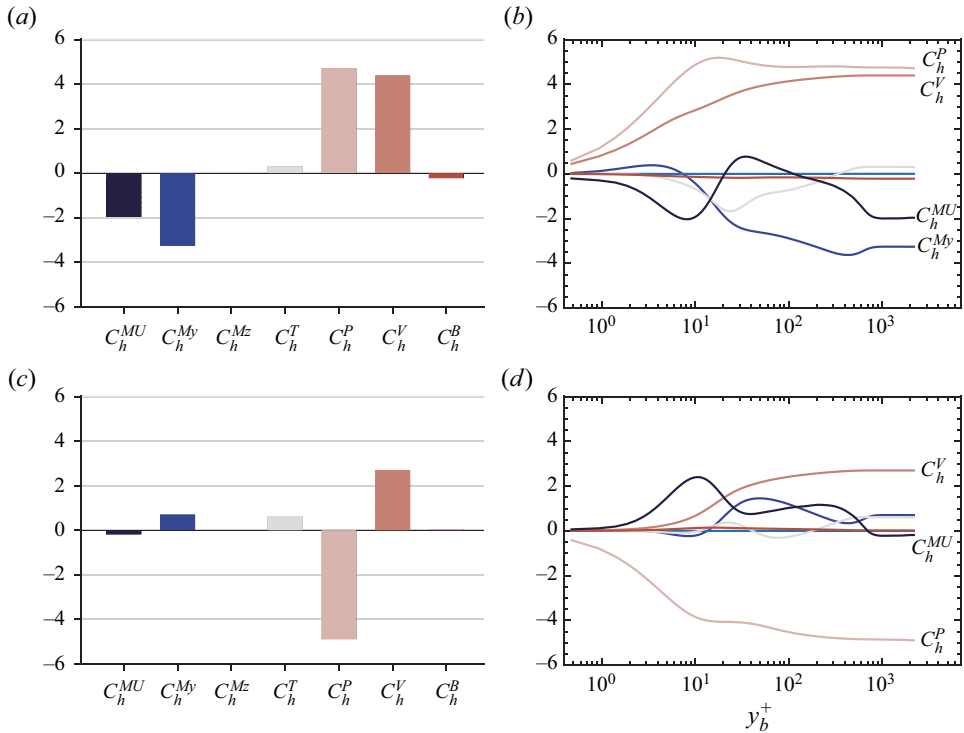 (a)
6
4
2
0
−2
−4
−6
C_h^{MU} C_h^{My} C_h^{Mz} C_h^T C_h^P C_h^V C_h^B
(b)
6
4
2
0
−2
−4
−6
10^0 10^1 10^2 10^3
C_h^P
C_h^V
C_h^{MU}
C_h^{My}
(c)
6
4
2
0
−2
−4
−6
C_h^{MU} C_h^{My} C_h^{Mz} C_h^T C_h^P C_h^V C_h^B
(d)
6
4
2
0
−2
−4
−6
10^0 10^1 10^2 10^3
C_h^V
C_h^{MU}
C_h^P
y_b^+